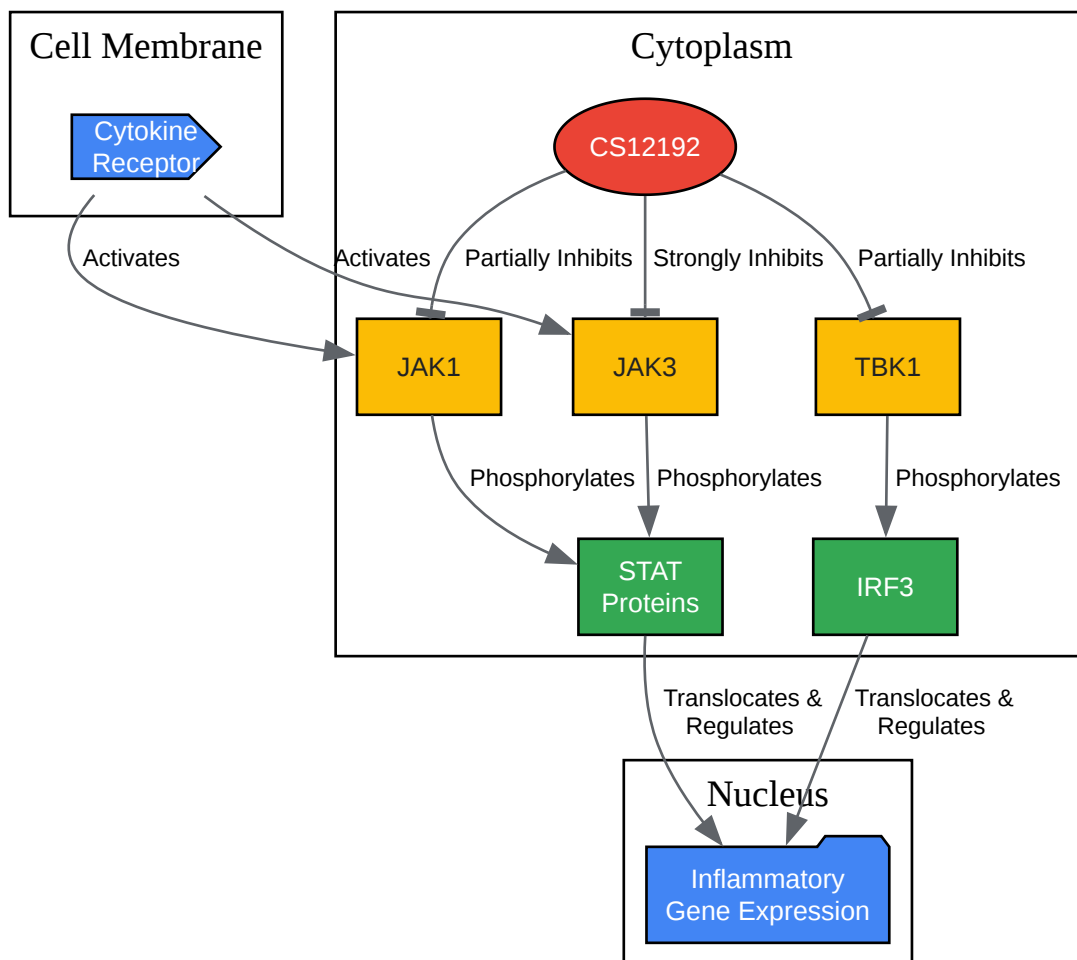 Cell Membrane
Cytoplasm
Cytokine
Receptor
CS12192
Activates
Activates
Partially Inhibits
Strongly Inhibits
Partially Inhibits
JAK1
JAK3
TBK1
Phosphorylates
Phosphorylates
Phosphorylates
STAT
Proteins
IRF3
Translocates &
Regulates
Translocates &
Regulates
Nucleus
Inflammatory
Gene Expression